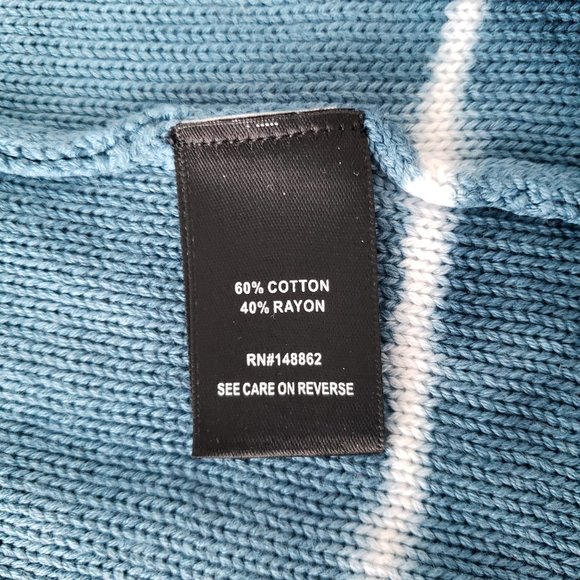 60% COTTON
40% RAYON
RN#148862
SEE CARE ON REVERSE